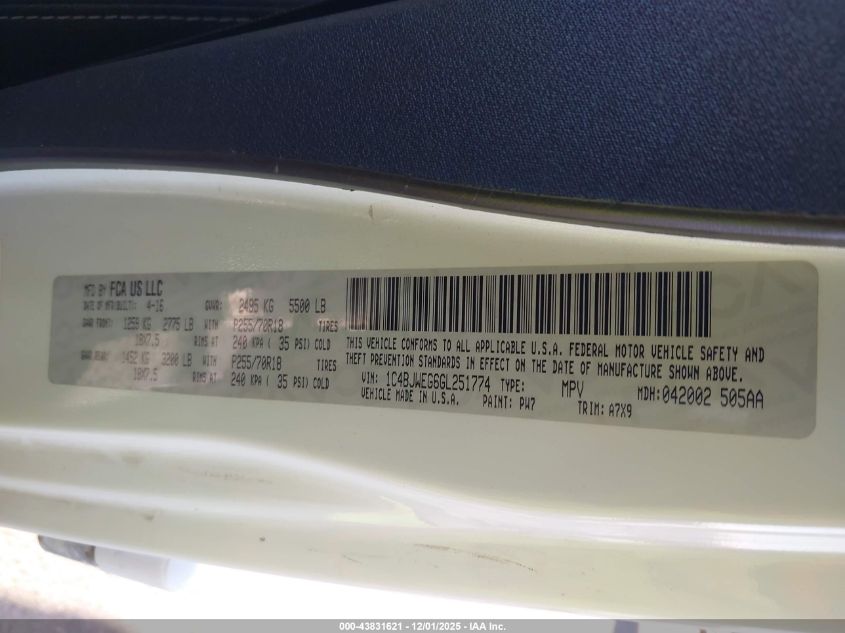 MFD BY FCA US LLC
DATE OF MFR(BUILT): 4-16 GVWR: 2495 KG 5500 LB
GAWR FRONT: 1259 KG 2775 LB WITH P255/70R18 TIRES
18X7.5 RIMS AT 240 KPA ( 35 PSI) COLD
GAWR REAR: 1452 KG 3200 LB WITH P255/70R18 TIRES
18X7.5 RIMS AT 240 KPA ( 35 PSI) COLD
THIS VEHICLE CONFORMS TO ALL APPLICABLE U.S.A. FEDERAL MOTOR VEHICLE SAFETY AND
THEFT PREVENTION STANDARDS IN EFFECT ON THE DATE OF MANUFACTURE SHOWN ABOVE.
VIN: 1C4BJWEG6GL251774 TYPE: MPV MDH:042002 505AA
VEHICLE MADE IN U.S.A. PAINT: PW7 TRIM: A7X9
000-43831621 - 12/01/2025 - IAA Inc.